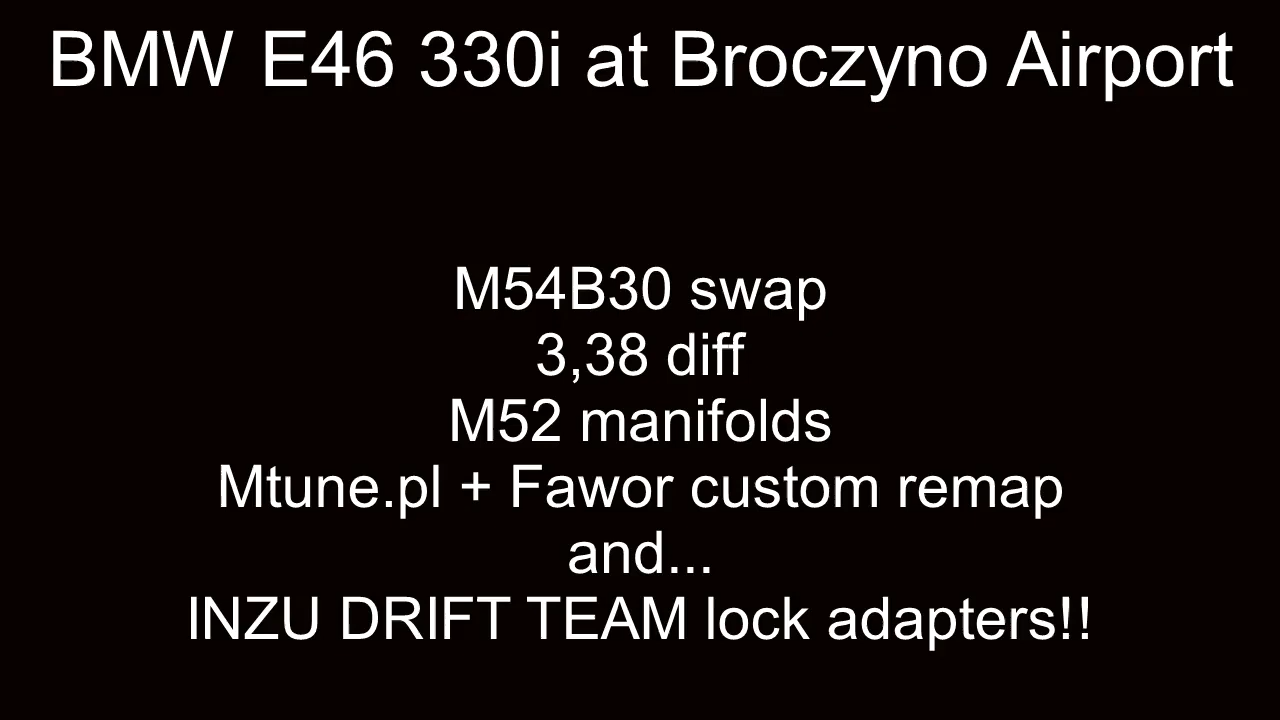 BMW E46 330i at Broczyno Airport
M54B30 swap
3,38 diff
M52 manifolds
Mtune.pl + Fawor custom remap
and...
INZU DRIFT TEAM lock adapters!!